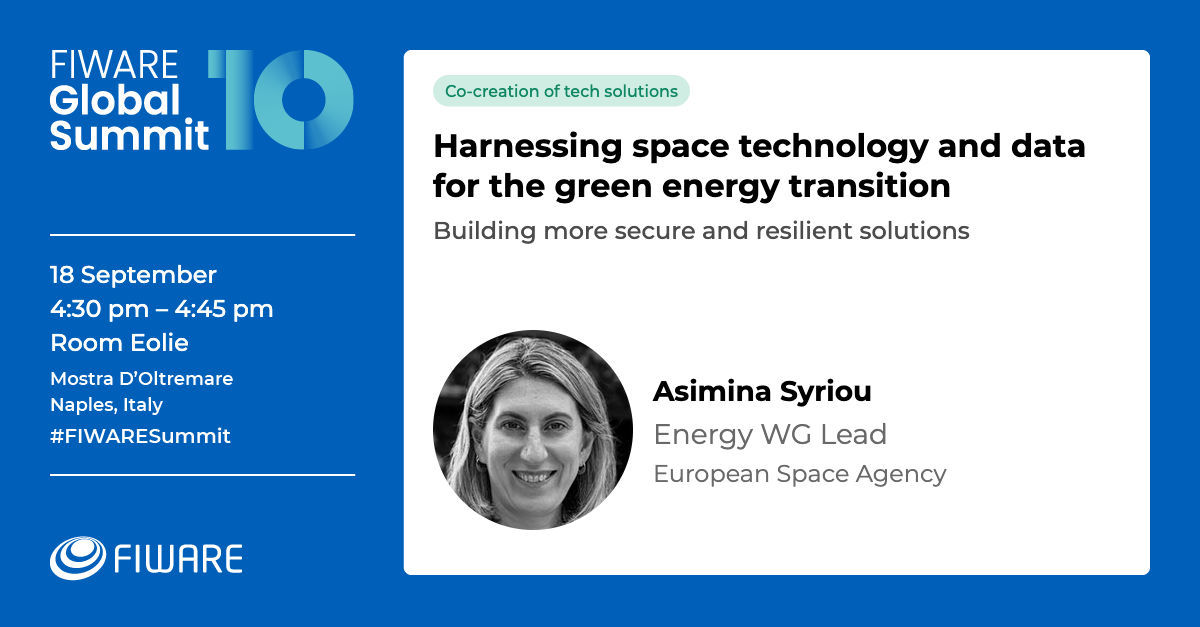 FIWARE
Global
Summit
10
18 September
4:30 pm – 4:45 pm
Room Eolie
Mostra D’Oltremare
Naples, Italy
#FIWARESummit
FIWARE
Co-creation of tech solutions
Harnessing space technology and data
for the green energy transition
Building more secure and resilient solutions
Asimina Syriou
Energy WG Lead
European Space Agency